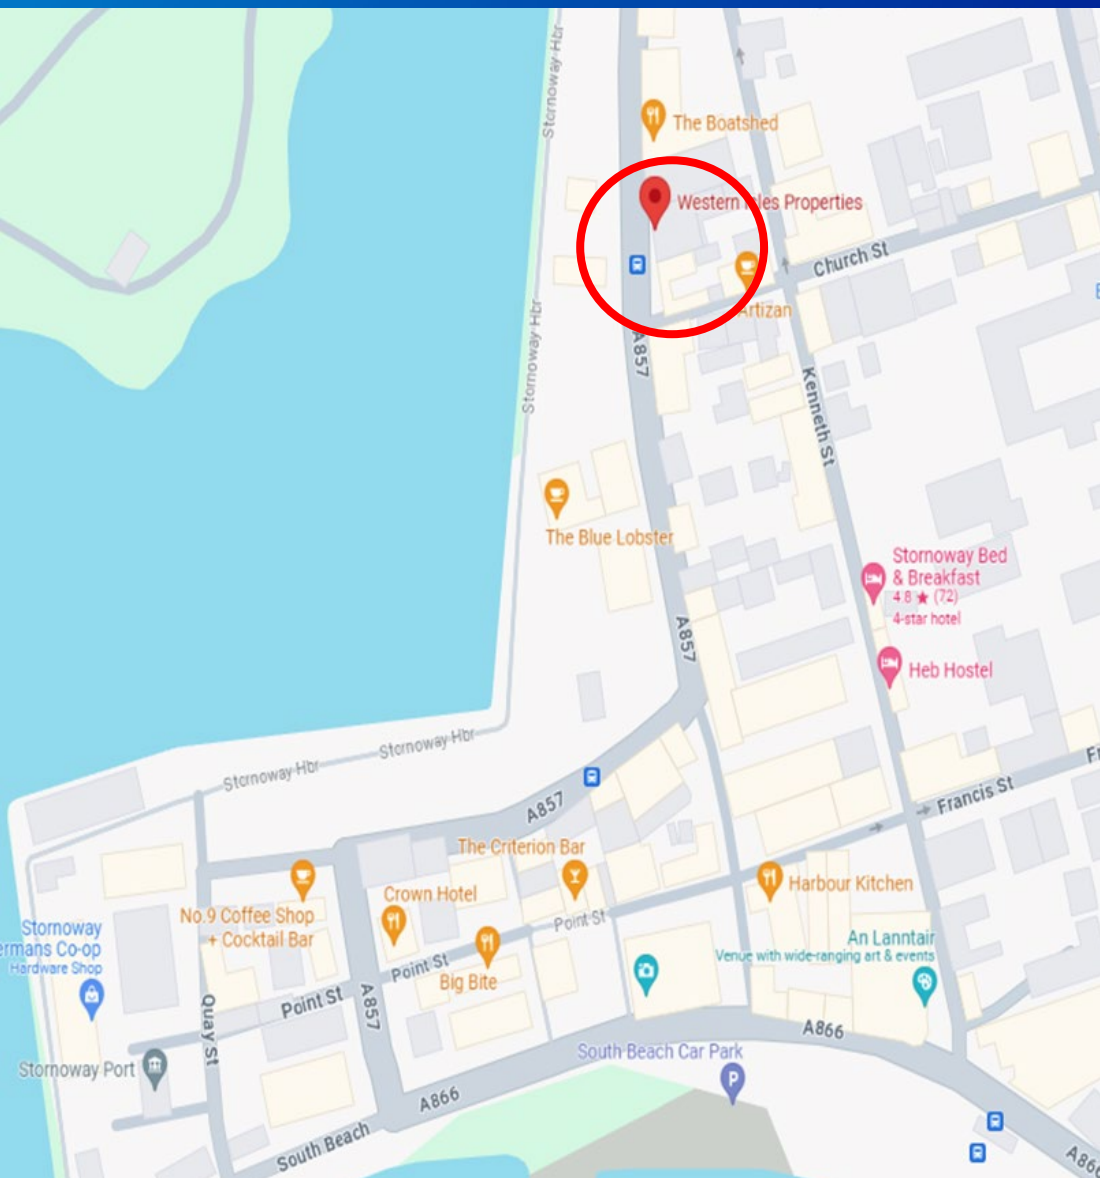 Stornoway Hbr
The Boatshed
Western Isles Properties
Church St
Artizan
Stornoway Hbr
A857
Kenneth St
The Blue Lobster
Stornoway Bed
& Breakfast
4.8 ★ (72)
4-star hotel
A857
Heb Hostel
Stornoway Hbr
Stornoway Hbr
Francis St
Fr
A857
The Criterion Bar
Crown Hotel
Harbour Kitchen
No.9 Coffee Shop
+ Cocktail Bar
Point St
Stornoway
ermans Co-op
Hardware Shop
An Lanntair
Venue with wide-ranging art & events
Point St
Big Bite
Point St
A857
Quay St
A866
South Beach Car Park
P
Stornoway Port
A866
South Beach
A866